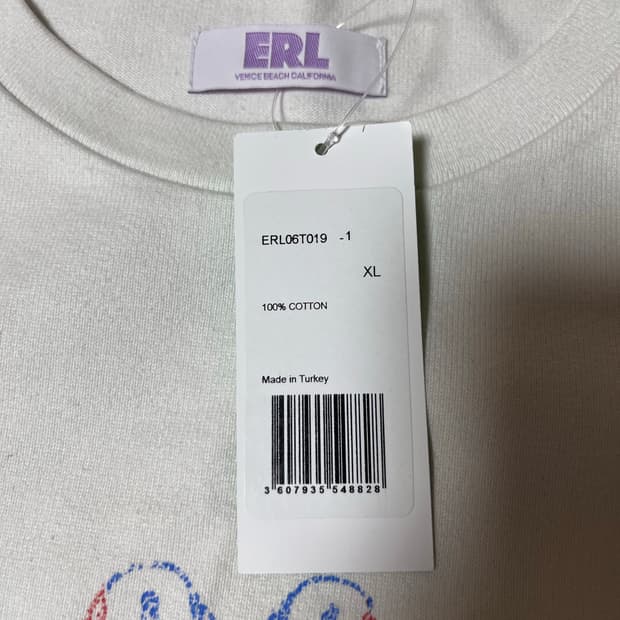 ERL
VENICE BEACH CALIFORNIA
ERL06T019 -1
XL
100% COTTON
Made in Turkey
3 607935 548828